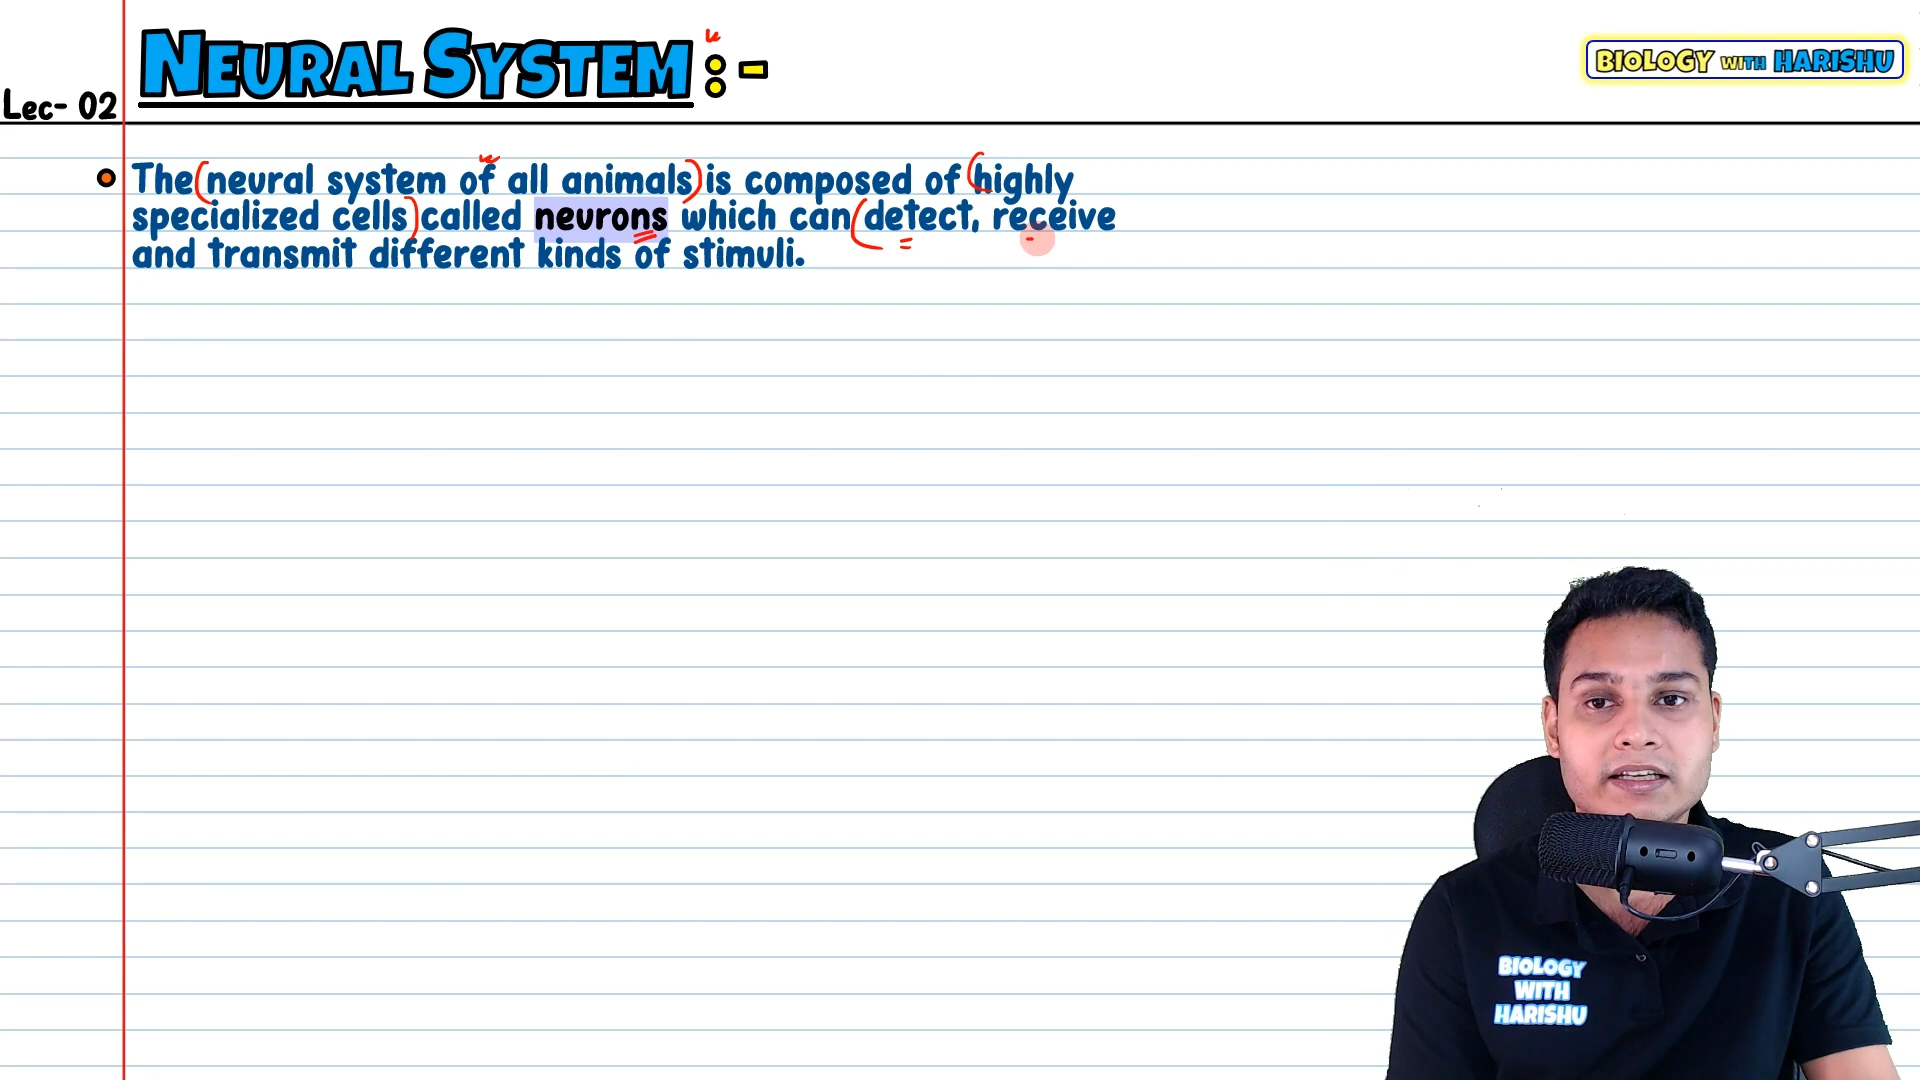 NEURAL SYSTEM :-
BIOLOGY WITH HARISHU
Lec- 02
The (neural system of all animals) is composed of (highly
specialized cells) called neurons which can (detect, receive
and transmit different kinds of stimuli.
BIOLOGY
WITH
HARISHU